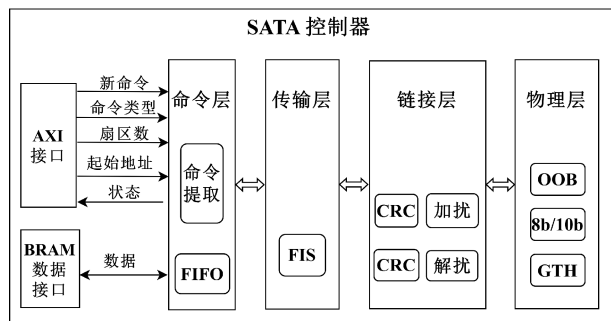 SATA 控制器
AXI
接口
新命令
命令类型
扇区数
起始地址
状态
BRAM
数据
接口
数据
命令层
命令
提取
FIFO
传输层
FIS
链接层
CRC
加扰
CRC
解扰
物理层
OOB
8b/10b
GTH